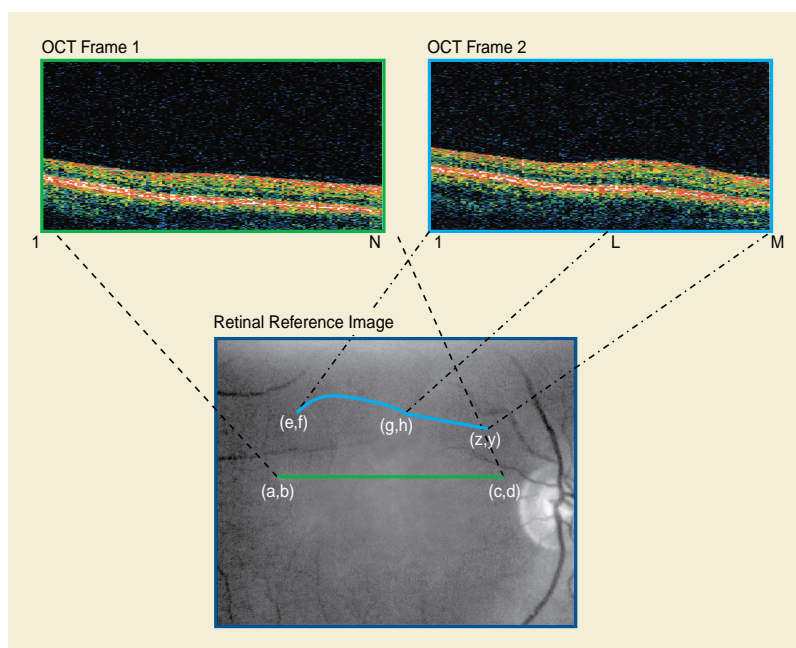 OCT Frame 1
OCT Frame 2
1
N
1
L
M
Retinal Reference Image
(e,f)
(g,h)
(z,y)
(a,b)
(c,d)